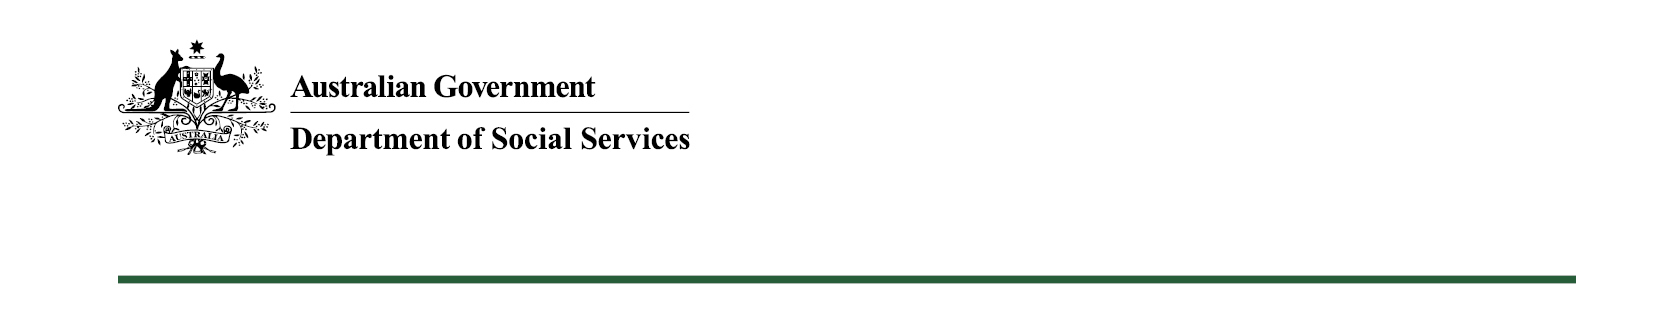 Australian Government
Department of Social Services
AUSTRALIA